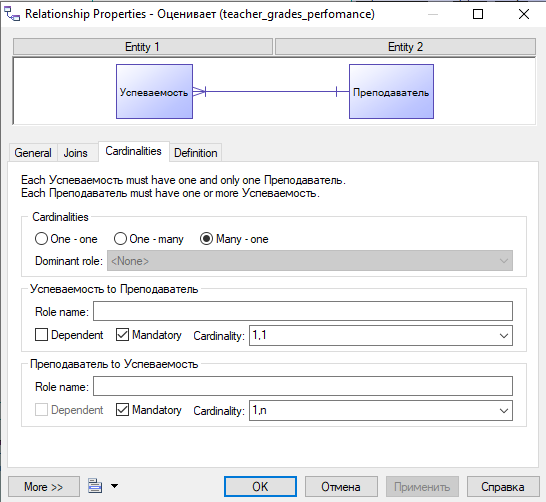 Relationship Properties - Оценивает (teacher_grades_perfomance)
Entity 1 Entity 2
Успеваемость Преподаватель
General Joins Cardinalities Definition
Each Успеваемость must have one and only one Преподаватель.
Each Преподаватель must have one or more Успеваемость.
Cardinalities
One - one One - many Many - one
Dominant role: <None>
Успеваемость to Преподаватель
Role name:
Dependent Mandatory Cardinality: 1,1
Преподаватель to Успеваемость
Role name:
Dependent Mandatory Cardinality: 1,n
More >> OK Отмена Применить Справка